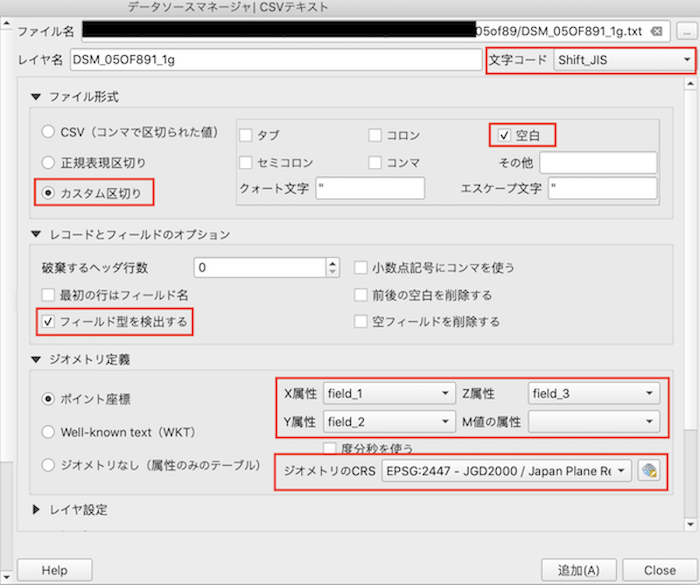 データソースマネージャ| CSVテキスト
ファイル名 05of89/DSM_05OF891_1g.txt ...
レイヤ名 DSM_05OF891_1g 文字コード Shift_JIS
ファイル形式
CSV（コンマで区切られた値） タブ コロン 空白
正規表現区切り セミコロン コンマ その他
カスタム区切り クォート文字 " エスケープ文字 "
レコードとフィールドのオプション
破棄するヘッダ行数 0 小数点記号にコンマを使う
最初の行はフィールド名 前後の空白を削除する
フィールド型を検出する 空フィールドを削除する
ジオメトリ定義
ポイント座標 X属性 field_1 Z属性 field_3
Y属性 field_2 M値の属性
Well-known text（WKT）
度分秒を使う
ジオメトリなし（属性のみのテーブル） ジオメトリのCRS EPSG:2447 - JGD2000 / Japan Plane Re
レイヤ設定
Help 追加(A) Close